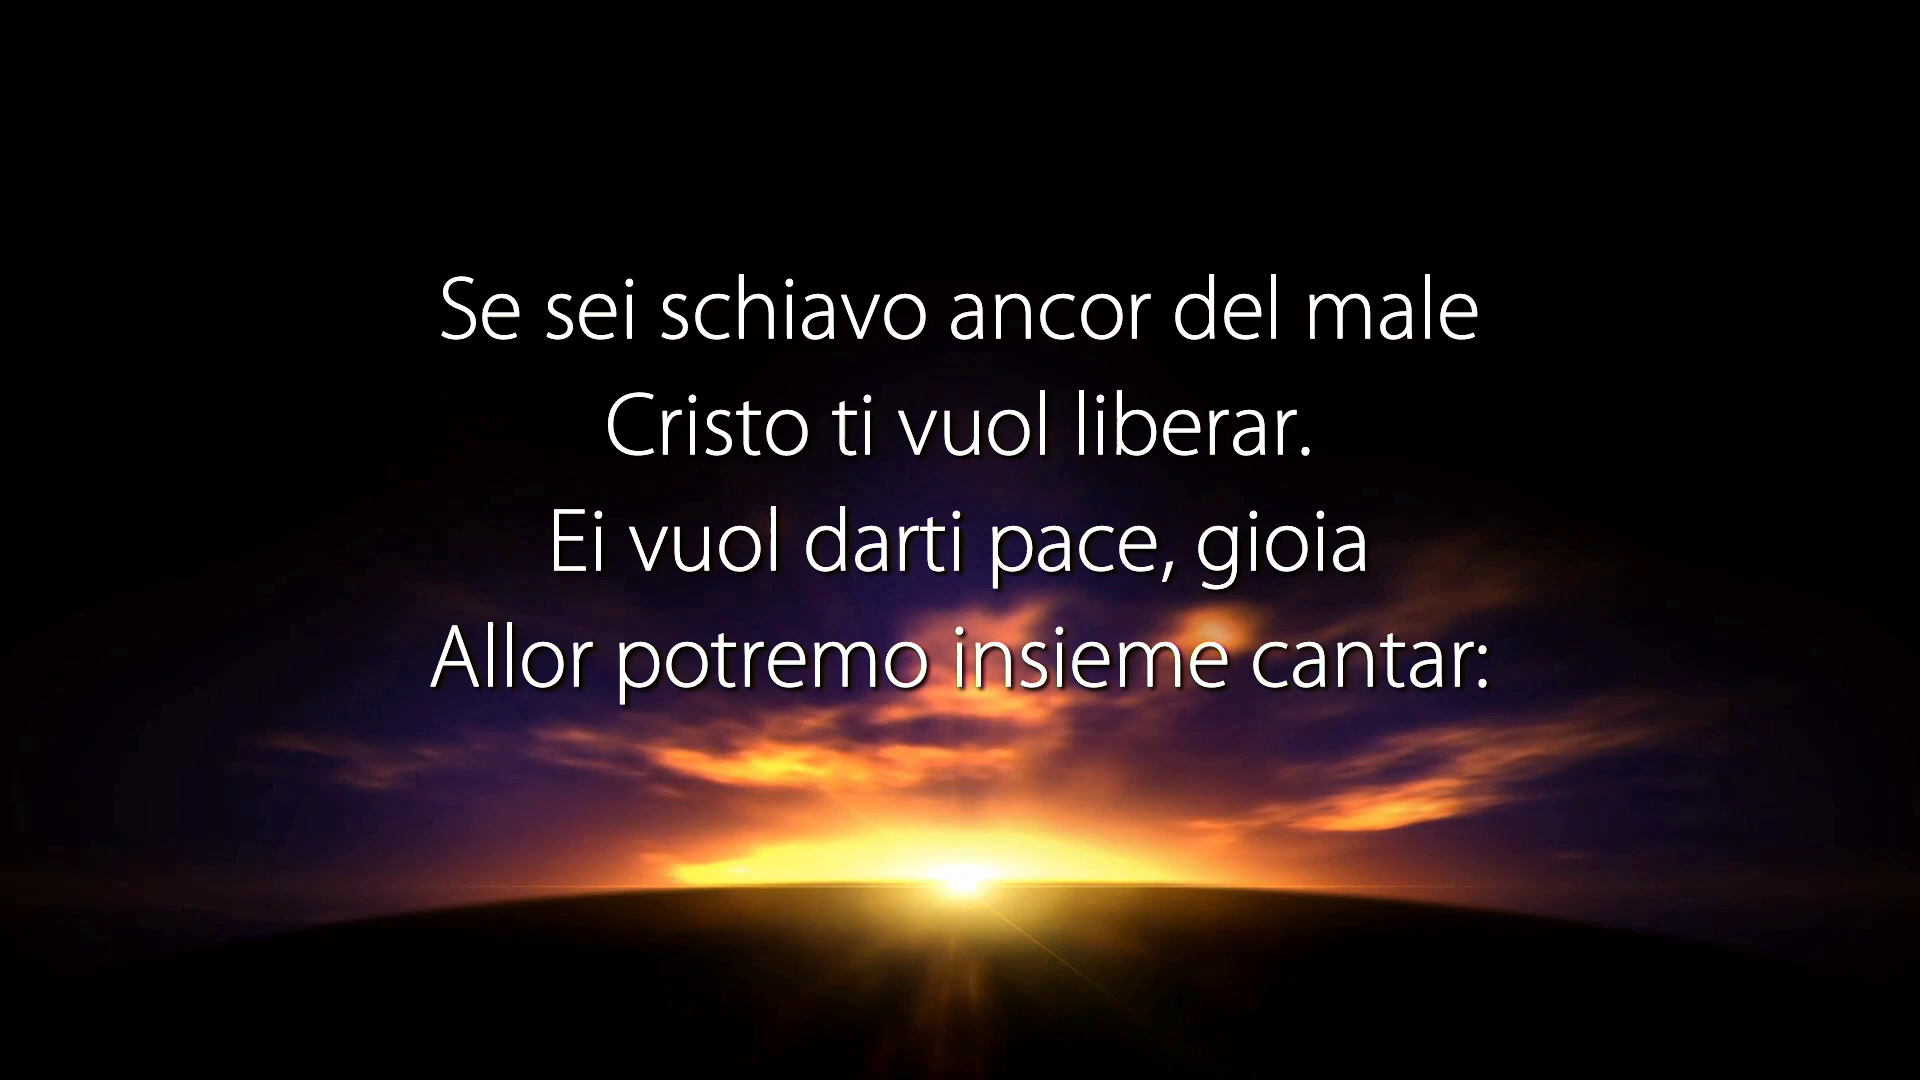 Se sei schiavo ancor del male
Cristo ti vuol liberar.
Ei vuol darti pace, gioia
Allor potremo insieme cantar: